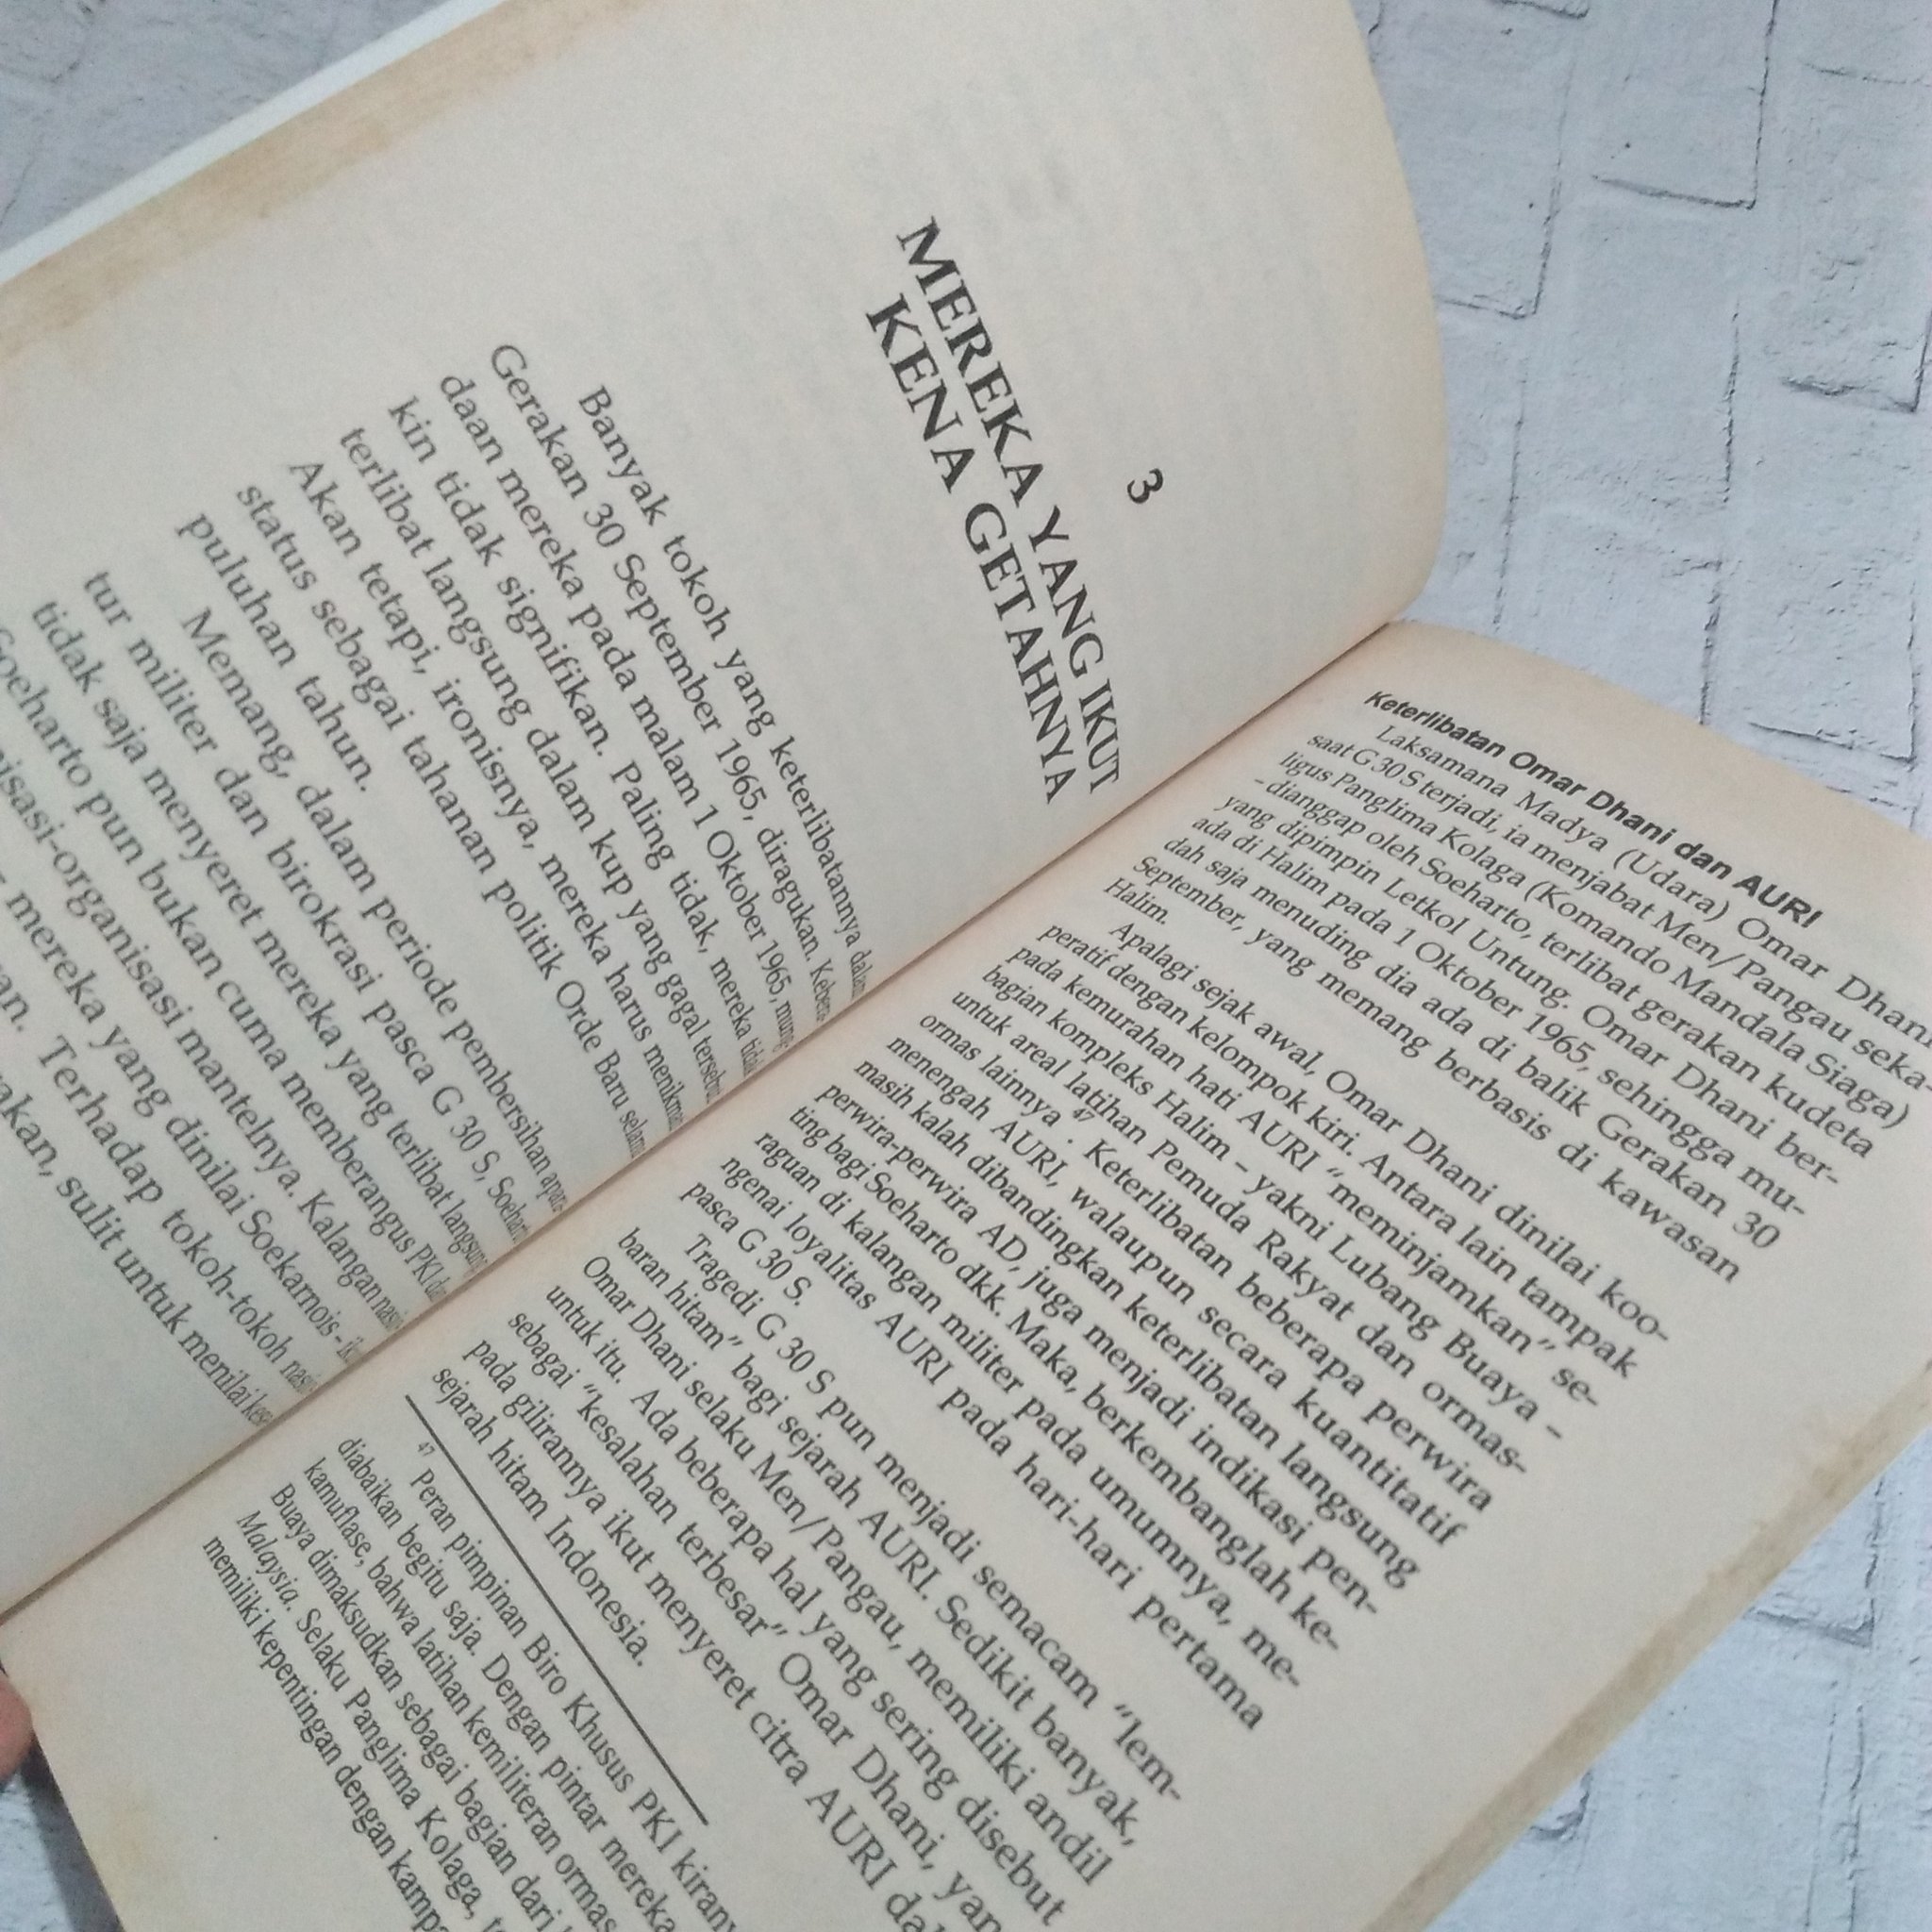 3
MEREKA YANG IKUT
KENA GETAHNYA
Banyak tokoh yang keterlibatannya dalam
Gerakan 30 September 1965, diragukan. Kebera-
daan mereka pada malam 1 Oktober 1965, mung-
kin tidak signifikan. Paling tidak, mereka tidak
terlibat langsung dalam kup yang gagal tersebut.
Akan tetapi, ironisnya, mereka harus menikmati
status sebagai tahanan politik Orde Baru selama
puluhan tahun.
Memang, dalam periode pembersihan apara-
tur militer dan birokrasi pasca G 30 S, Soeharto
tidak saja menyeret mereka yang terlibat langsung.
Soeharto pun bukan cuma memberangus PKI dan
organisasi-organisasi mantelnya. Kalangan
mereka yang dinilai Soekarnois -
Terhadap tokoh-tokoh
sulit untuk menilai
Keterlibatan Omar Dhani dan AURI
Laksamana Madya (Udara) Omar Dhani
saat G 30 S terjadi, ia menjabat Men/Pangau seka-
ligus Panglima Kolaga (Komando Mandala Siaga)
- dianggap oleh Soeharto, terlibat gerakan kudeta
yang dipimpin Letkol Untung. Omar Dhani ber-
ada di Halim pada 1 Oktober 1965, sehingga mu-
dah saja menuding dia ada di balik Gerakan 30
September, yang memang berbasis di kawasan
Halim.
Apalagi sejak awal, Omar Dhani dinilai koo-
peratif dengan kelompok kiri. Antara lain tampak
pada kemurahan hati AURI "meminjamkan" se-
bagian kompleks Halim - yakni Lubang Buaya -
untuk areal latihan Pemuda Rakyat dan ormas-
ormas lainnya.47 Keterlibatan beberapa perwira
menengah AURI, walaupun secara kuantitatif
masih kalah dibandingkan keterlibatan langsung
perwira-perwira AD, juga menjadi indikasi pen-
ting bagi Soeharto dkk. Maka, berkembanglah ke-
raguan di kalangan militer pada umumnya, me-
ngenai loyalitas AURI pada hari-hari pertama
pasca G 30 S.
Tragedi G 30 S pun menjadi semacam "lem-
baran hitam" bagi sejarah AURI. Sedikit banyak,
Omar Dhani selaku Men/Pangau, memiliki andil
untuk itu. Ada beberapa hal yang sering disebut
sebagai "kesalahan terbesar" Omar Dhani, yang
pada gilirannya ikut menyeret citra AURI
sejarah hitam Indonesia.
47 Peran pimpinan Biro Khusus PKI
diabaikan begitu saja. Dengan pintar mereka
kamuflase, bahwa latihan kemiliteran ormas
Buaya dimaksudkan sebagai bagian dari
Malaysia. Selaku Panglima Kolaga,
memiliki kepentingan dengan